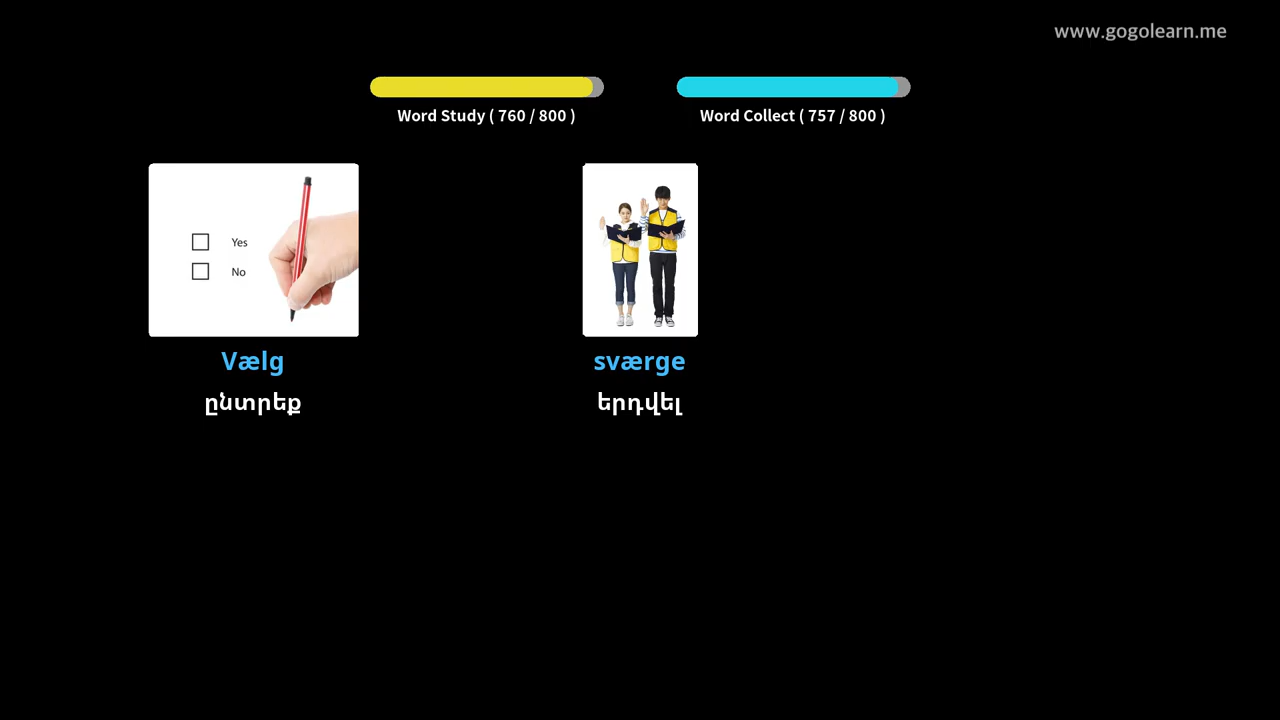 www.gogolearn.me
Word Study ( 760 / 800 )
Word Collect ( 757 / 800 )
Yes
No
Vælg
ընտրեք
sværge
երդվել